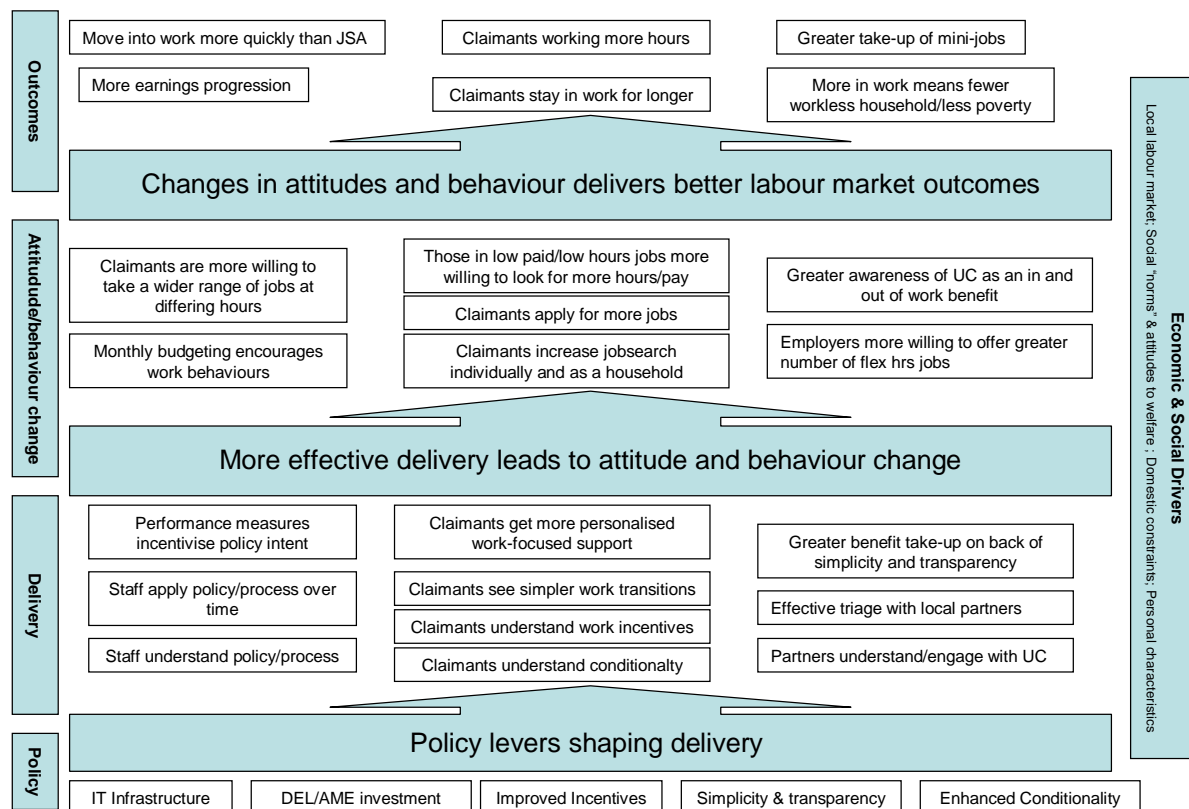 Outcomes
Move into work more quickly than JSA
Claimants working more hours
Greater take-up of mini-jobs
More earnings progression
Claimants stay in work for longer
More in work means fewer
workless household/less poverty
Changes in attitudes and behaviour delivers better labour market outcomes
Attitudude/behaviour change
Claimants are more willing to
take a wider range of jobs at
differing hours
Monthly budgeting encourages
work behaviours
Those in low paid/low hours jobs more
willing to look for more hours/pay
Claimants apply for more jobs
Claimants increase jobsearch
individually and as a household
Greater awareness of UC as an in and
out of work benefit
Employers more willing to offer greater
number of flex hrs jobs
More effective delivery leads to attitude and behaviour change
Delivery
Performance measures
incentivise policy intent
Staff apply policy/process over
time
Staff understand policy/process
Claimants get more personalised
work-focused support
Claimants see simpler work transitions
Claimants understand work incentives
Claimants understand conditionalty
Greater benefit take-up on back of
simplicity and transparency
Effective triage with local partners
Partners understand/engage with UC
Policy levers shaping delivery
Policy
IT Infrastructure
DEL/AME investment
Improved Incentives
Simplicity & transparency
Enhanced Conditionality
Economic & Social Drivers
Local labour market; Social "norms" & attitudes to welfare ; Domestic constraints; Personal characteristics